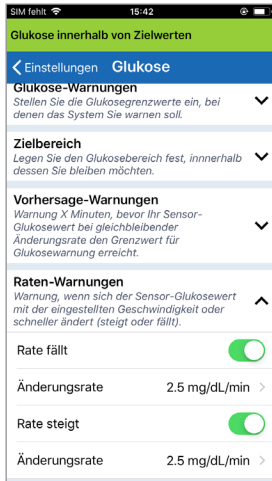 SIM fehlt 15:42
Glukose innerhalb von Zielwerten
Einstellungen Glukose
Glukose-Warnungen
Stellen Sie die Glukosegrenzwerte ein, bei
denen das System Sie warnen soll.
Zielbereich
Legen Sie den Glukosebereich fest, innnerhalb
dessen Sie bleiben möchten.
Vorhersage-Warnungen
Warnung X Minuten, bevor Ihr Sensor-
Glukosewert bei gleichbleibender
Änderungsrate den Grenzwert für
Glukosewarnung erreicht.
Raten-Warnungen
Warnung, wenn sich der Sensor-Glukosewert
mit der eingestellten Geschwindigkeit oder
schneller ändert (steigt oder fällt).
Rate fällt
Änderungsrate 2.5 mg/dL/min
Rate steigt
Änderungsrate 2.5 mg/dL/min